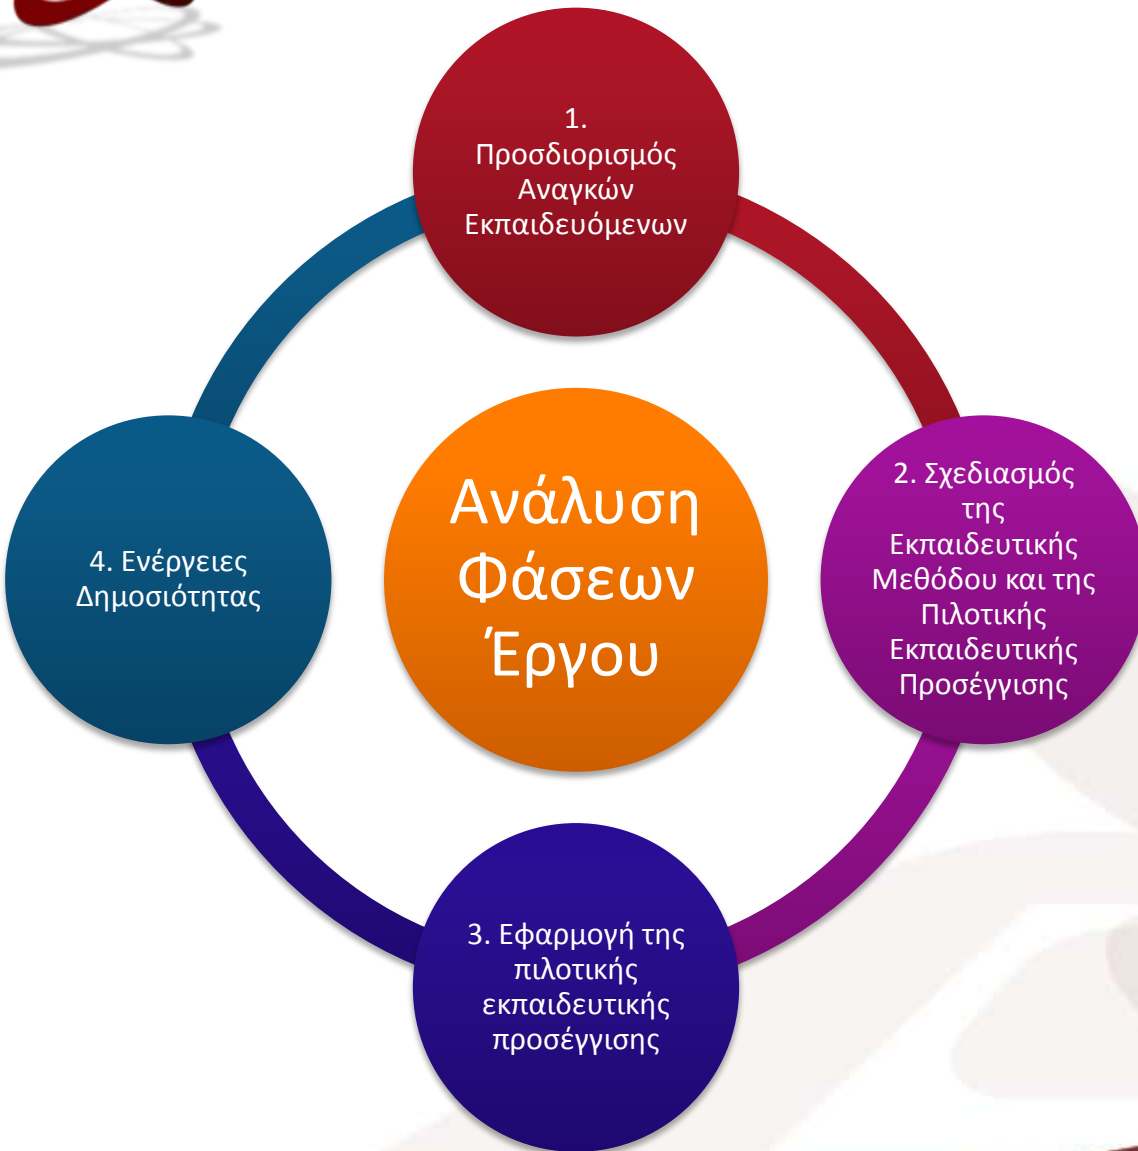 1.
Προσδιορισμός
Αναγκών
Εκπαιδευόμενων
2. Σχεδιασμός
της
Εκπαιδευτικής
Μεθόδου και της
Πιλοτικής
Εκπαιδευτικής
Προσέγγισης
3. Εφαρμογή της
πιλοτικής
εκπαιδευτικής
προσέγγισης
4. Ενέργειες
Δημοσιότητας
Ανάλυση
Φάσεων
Έργου